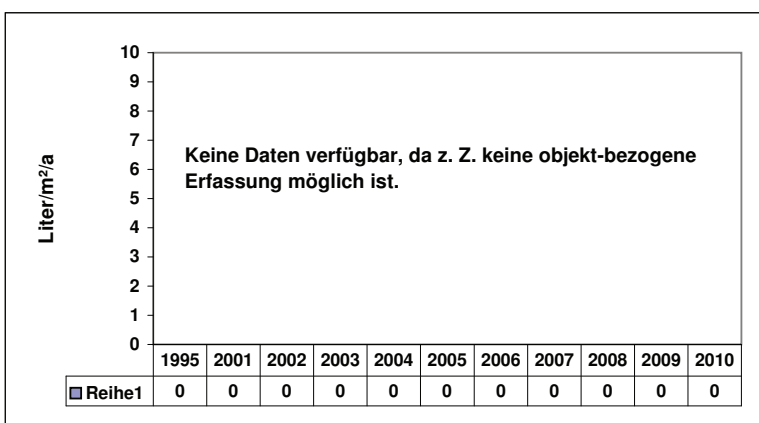 10
9
8
7
6
5
4
3
2
1
0
Liter/m²/a
Keine Daten verfügbar, da z. Z. keine objekt-bezogene
Erfassung möglich ist.
1995 2001 2002 2003 2004 2005 2006 2007 2008 2009 2010
Reihe1 0 0 0 0 0 0 0 0 0 0 0